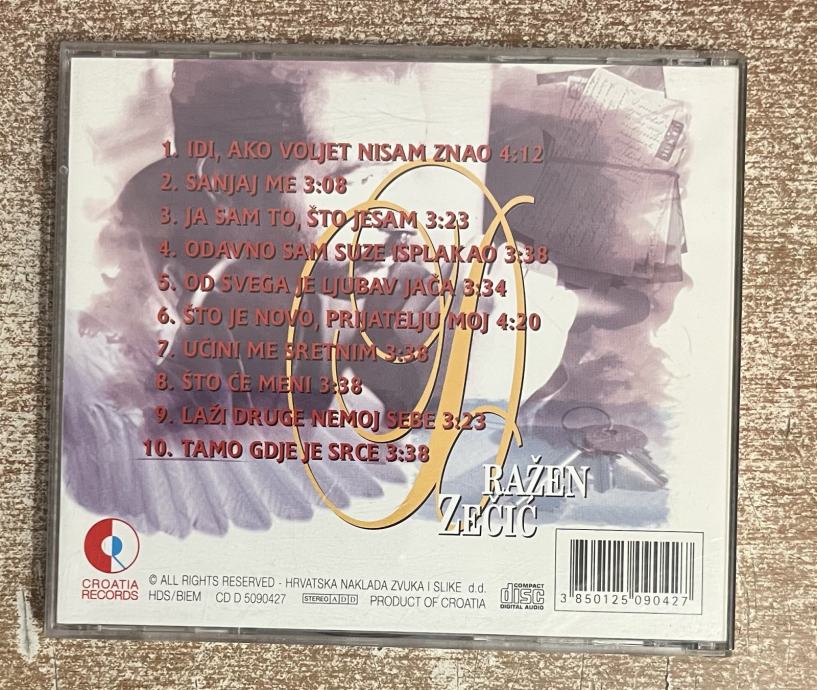 1. IDI, AKO VOLJET NISAM ZNAO 4:12
2. SANJAJ ME 3:08
3. JA SAM TO, ŠTO JESAM 3:23
4. ODAVNO SAM SUZE ISPLAKAO 3:38
5. OD SVEGA JE LJUBAV JAČA 3:34
6. ŠTO JE NOVO, PRIJATELJU MOJ 4:20
7. UČINI ME SRETNIM 3:38
8. ŠTO ĆE MENI 3:38
9. LAŽI DRUGE NEMOJ SEBE 3:23
10. TAMO GDJE JE SRCE 3:38
DRAŽEN
ZEČIĆ
CROATIA
RECORDS
© ALL RIGHTS RESERVED - HRVATSKA NAKLADA ZVUKA I SLIKE d.d.
HDS/BIEM CD D 5090427 STEREO ADD PRODUCT OF CROATIA
COMPACT
disc
DIGITAL AUDIO
3 850125 090427